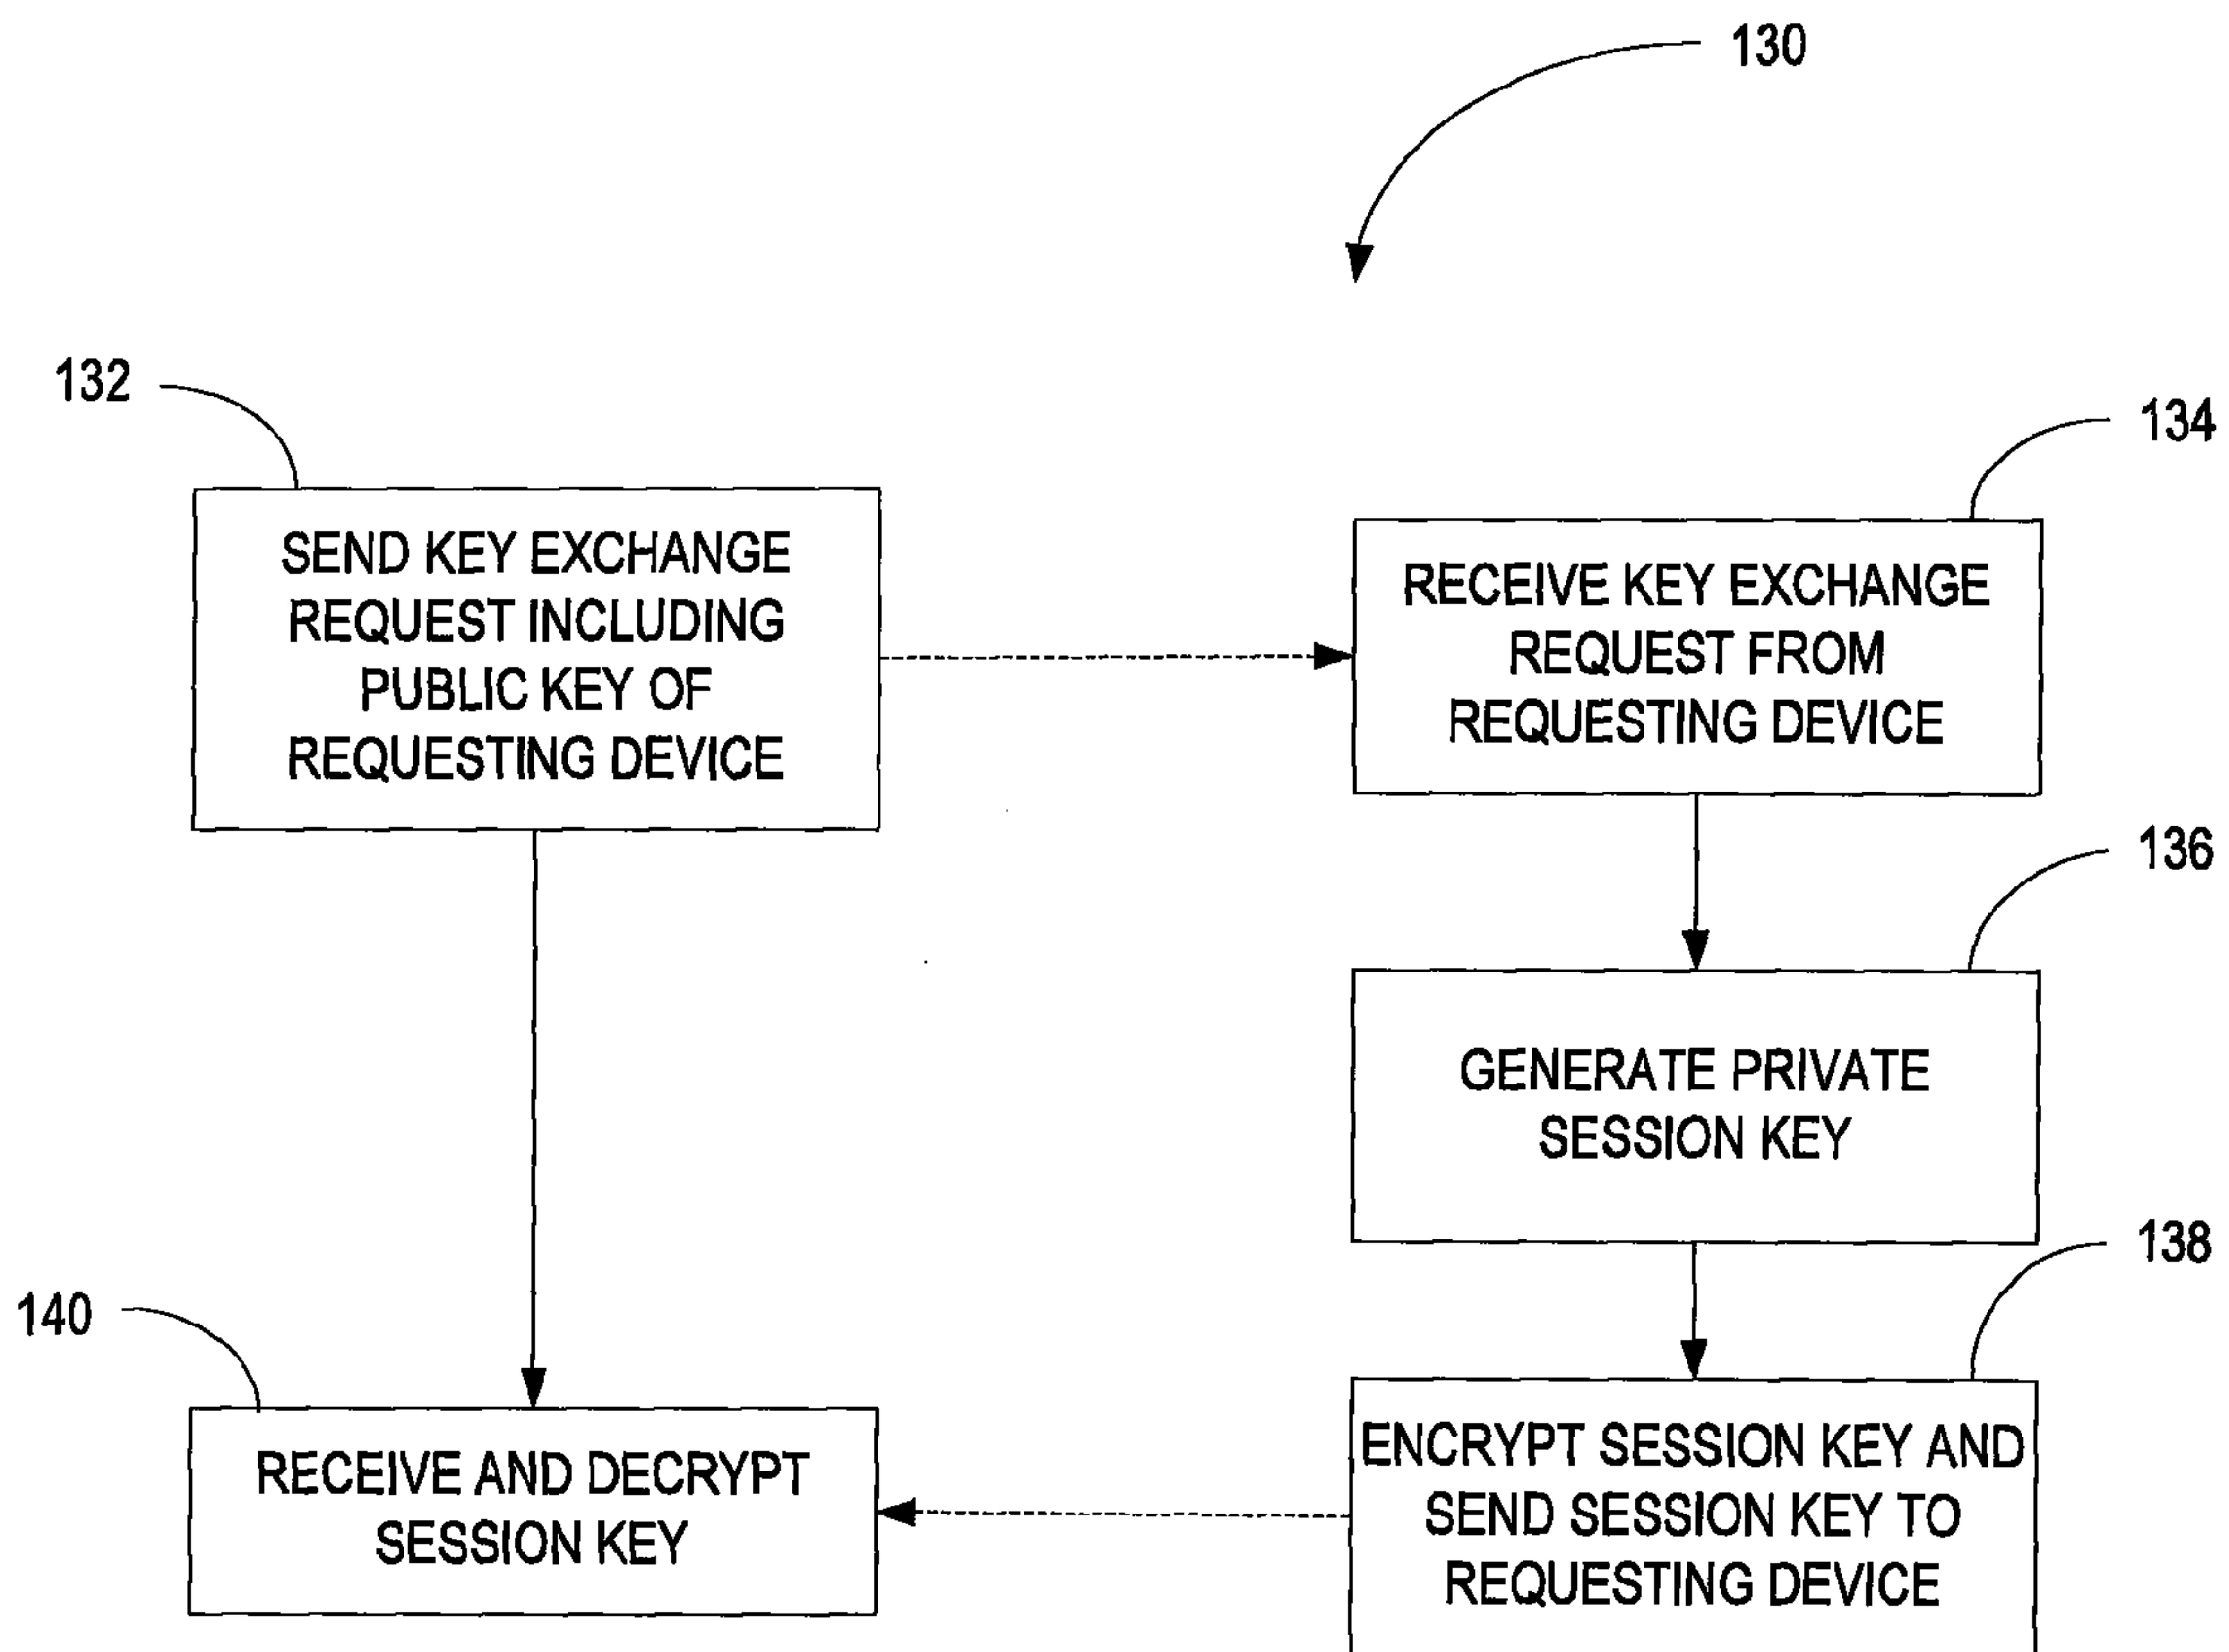 130
132
134
SEND KEY EXCHANGE
REQUEST INCLUDING
PUBLIC KEY OF
REQUESTING DEVICE
RECEIVE KEY EXCHANGE
REQUEST FROM
REQUESTING DEVICE
136
GENERATE PRIVATE
SESSION KEY
138
140
RECEIVE AND DECRYPT
SESSION KEY
ENCRYPT SESSION KEY AND
SEND SESSION KEY TO
REQUESTING DEVICE